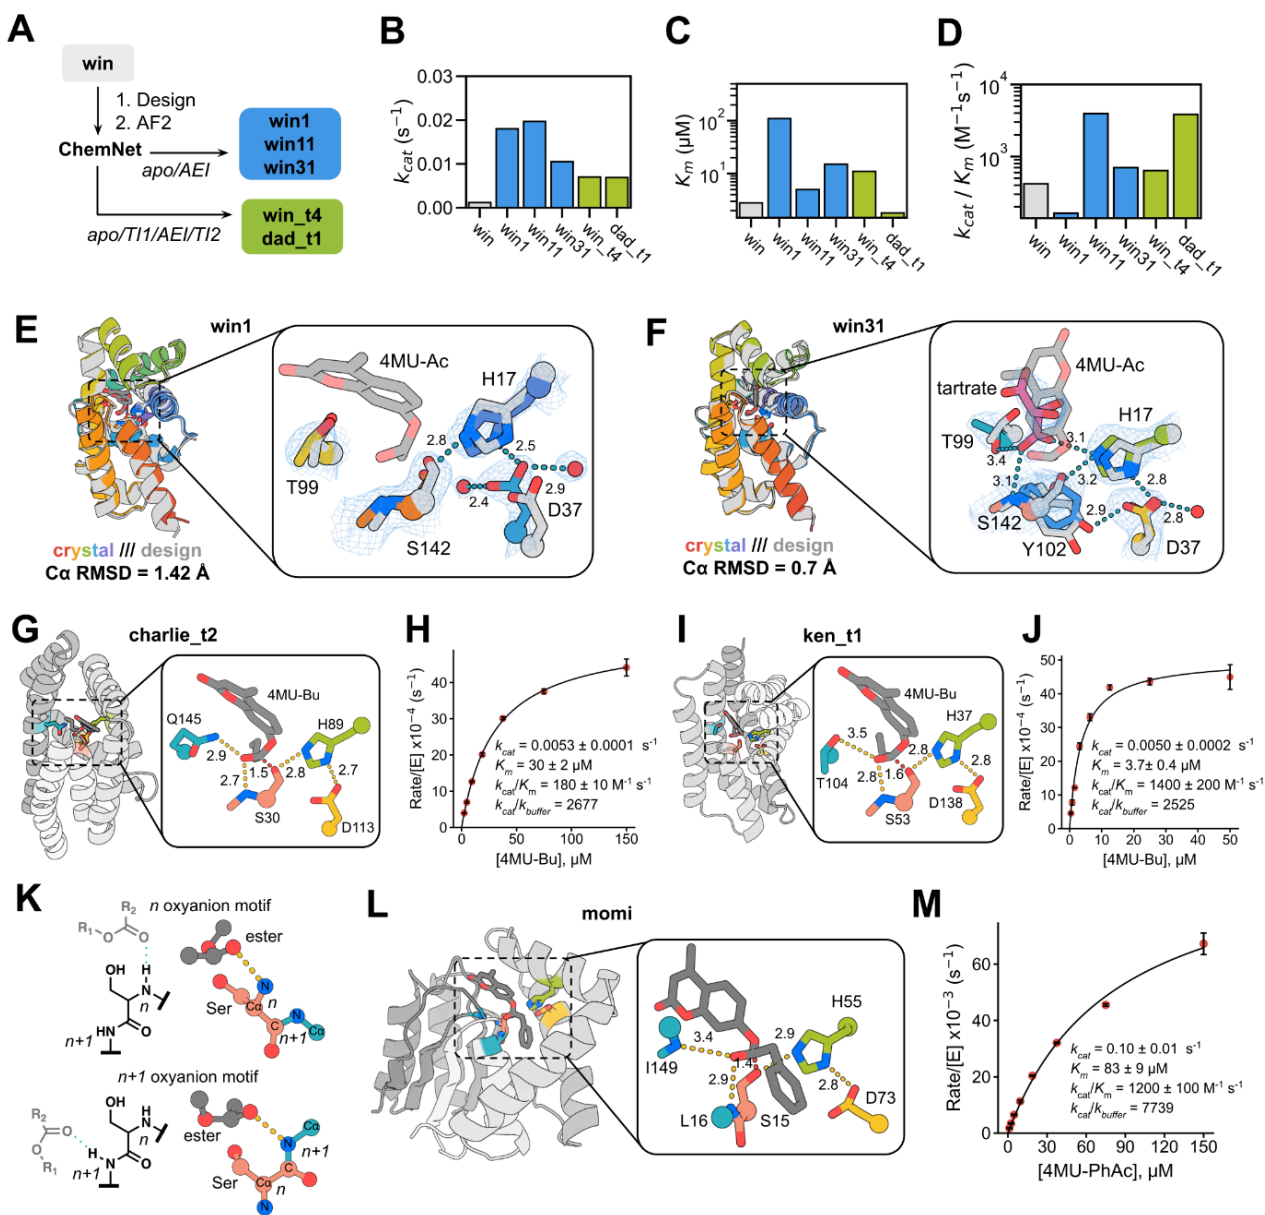 A
win
1. Design
2. AF2
ChemNet
apo/AEI
win1
win11
win31
apo/TI1/AEI/TI2
win_t4
dad_t1
B
kcat (s⁻¹)
0.03
0.02
0.01
0.00
win
win1
win11
win31
win_t4
dad_t1
C
Km (µM)
10²
10¹
win
win1
win11
win31
win_t4
dad_t1
D
kcat / Km (M⁻¹s⁻¹)
10⁴
10³
win
win1
win11
win31
win_t4
dad_t1
E
win1
4MU-Ac
H17
2.8
2.5
T99
2.4
2.9
D37
S142
crystal /// design
Cα RMSD = 1.42 Å
F
win31
4MU-Ac
tartrate
H17
T99
3.1
3.4
3.2
3.1
2.8
S142
2.9
2.8
Y102
D37
crystal /// design
Cα RMSD = 0.7 Å
G
charlie_t2
4MU-Bu
Q145
H89
2.9
1.5
2.7
2.8
2.7
S30
D113
H
Rate/[E] x10⁻⁴ (s⁻¹)
40
30
20
10
0
kcat = 0.0053 ± 0.0001 s⁻¹
Km = 30 ± 2 µM
kcat/Km = 180 ± 10 M⁻¹ s⁻¹
kcat/kbuffer = 2677
0 50 100 150
[4MU-Bu], µM
I
ken_t1
4MU-Bu
H37
3.5
2.8
T104
2.8
1.6
2.8
D138
S53
J
Rate/[E] x10⁻⁴ (s⁻¹)
50
40
30
20
10
0
kcat = 0.0050 ± 0.0002 s⁻¹
Km = 3.7± 0.4 µM
kcat/Km = 1400 ± 200 M⁻¹ s⁻¹
kcat/kbuffer = 2525
0 10 20 30 40 50
[4MU-Bu], µM
K
n oxyanion motif
R2
R1 O O
ester
OH H
N n
N
n
Ser
Cα
C
N
Cα
n+1
HN
n+1
O
n+1 oxyanion motif
R2
O
O
R1
OH H
N
n
H
N
n+1
O
ester
Cα
N
n+1
C
Ser
Cα
n
N
L
momi
H55
3.4
2.9
I149
1.4
2.9
2.8
D73
L16
S15
M
Rate/[E] x10⁻³ (s⁻¹)
60
40
20
0
kcat = 0.10 ± 0.01 s⁻¹
Km = 83 ± 9 µM
kcat/Km = 1200 ± 100 M⁻¹ s⁻¹
kcat/kbuffer = 7739
0 30 60 90 120 150
[4MU-PhAc], µM